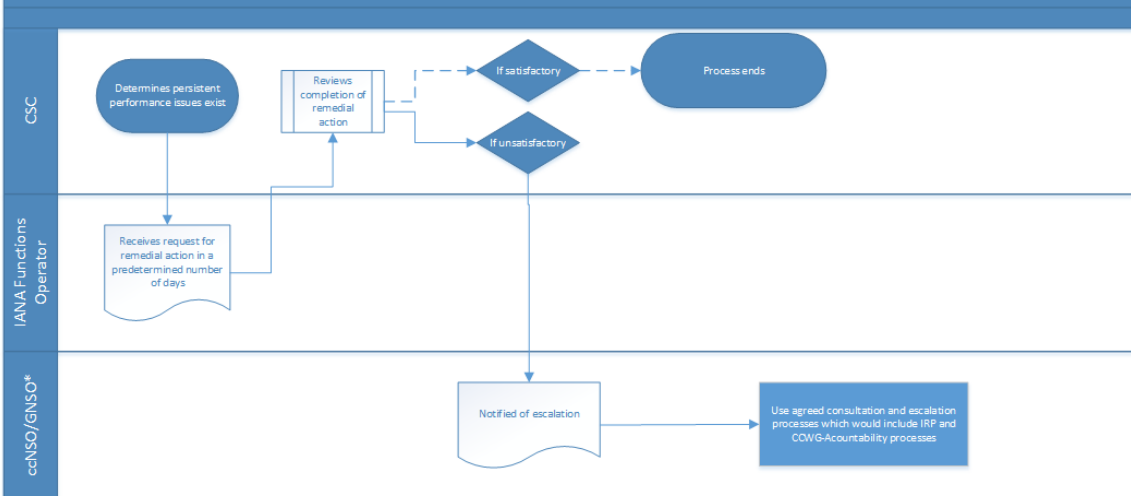 CSC
Determines persistent
performance issues exist
Reviews
completion of
remedial
action
If satisfactory
Process ends
If unsatisfactory
IANA Functions
Operator
Receives request for
remedial action in a
predetermined number
of days
ccNSO/GNSO*
Notified of escalation
Use agreed consultation and escalation
processes which would include IRP and
CCWG-Acountability processes